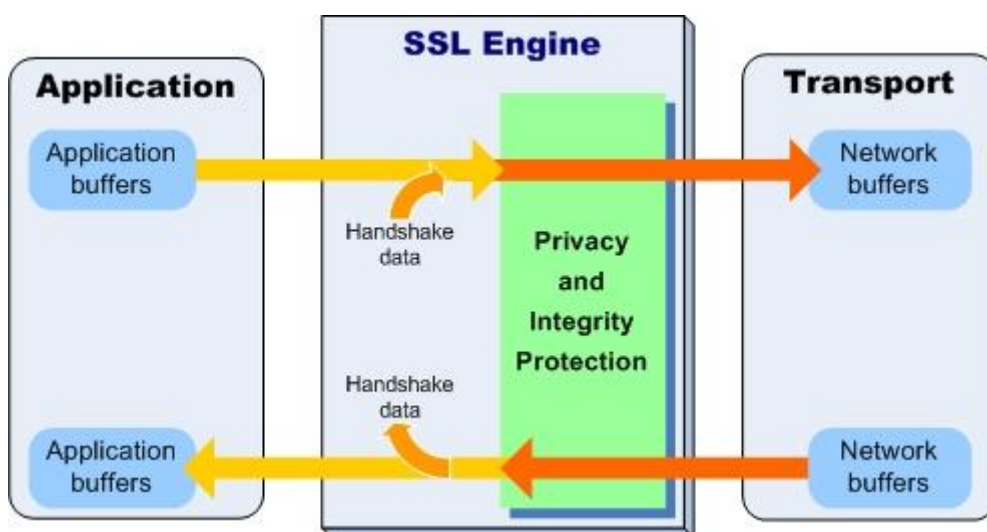 SSL Engine
Application
Transport
Application
buffers
Network
buffers
Handshake
data
Privacy
and
Integrity
Protection
Handshake
data
Application
buffers
Network
buffers